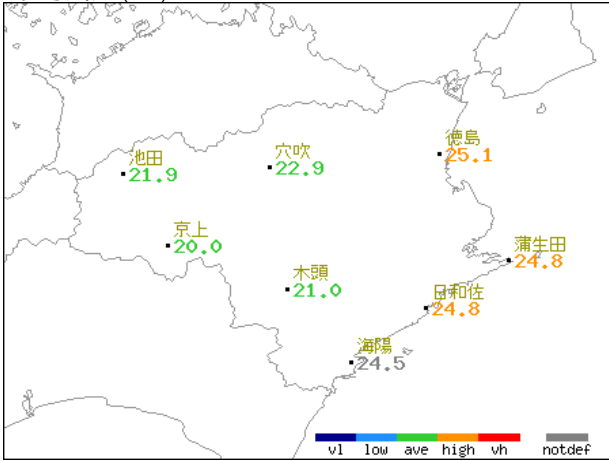 徳島
25.1
穴吹
22.9
池田
21.9
京上
20.0
蒲生田
24.8
木頭
21.0
日和佐
24.8
海陽
24.5
vl low ave high vh notdef